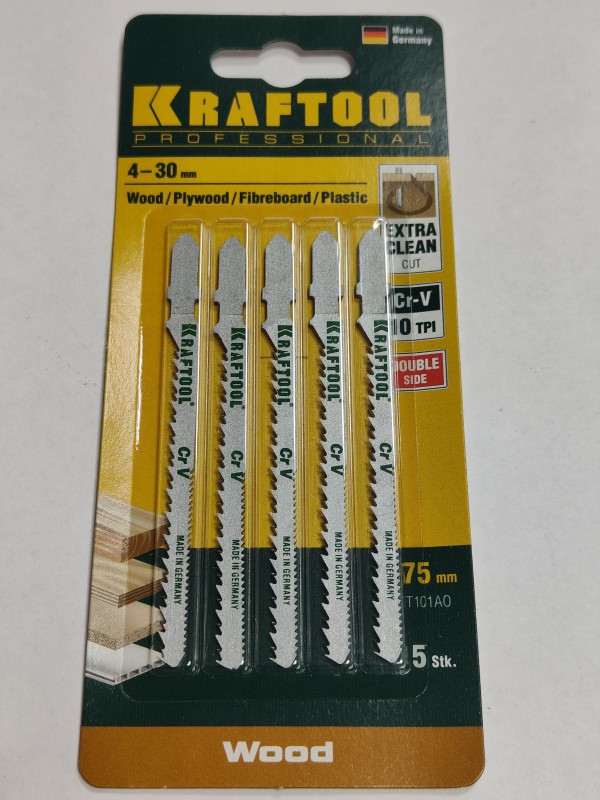 Made in
Germany
KRAFTOOL
PROFESSIONAL
4–30 mm
Wood / Plywood / Fibreboard / Plastic
EXTRA
CLEAN
CUT
Cr-V
10 TPI
DOUBLE
SIDE
KRAFTOOL
Cr V
MADE IN GERMANY
KRAFTOOL
Cr V
MADE IN GERMANY
KRAFTOOL
Cr V
MADE IN GERMANY
KRAFTOOL
Cr V
MADE IN GERMANY
KRAFTOOL
Cr V
MADE IN GERMANY
75 mm
T101AO
5 Stk.
Wood